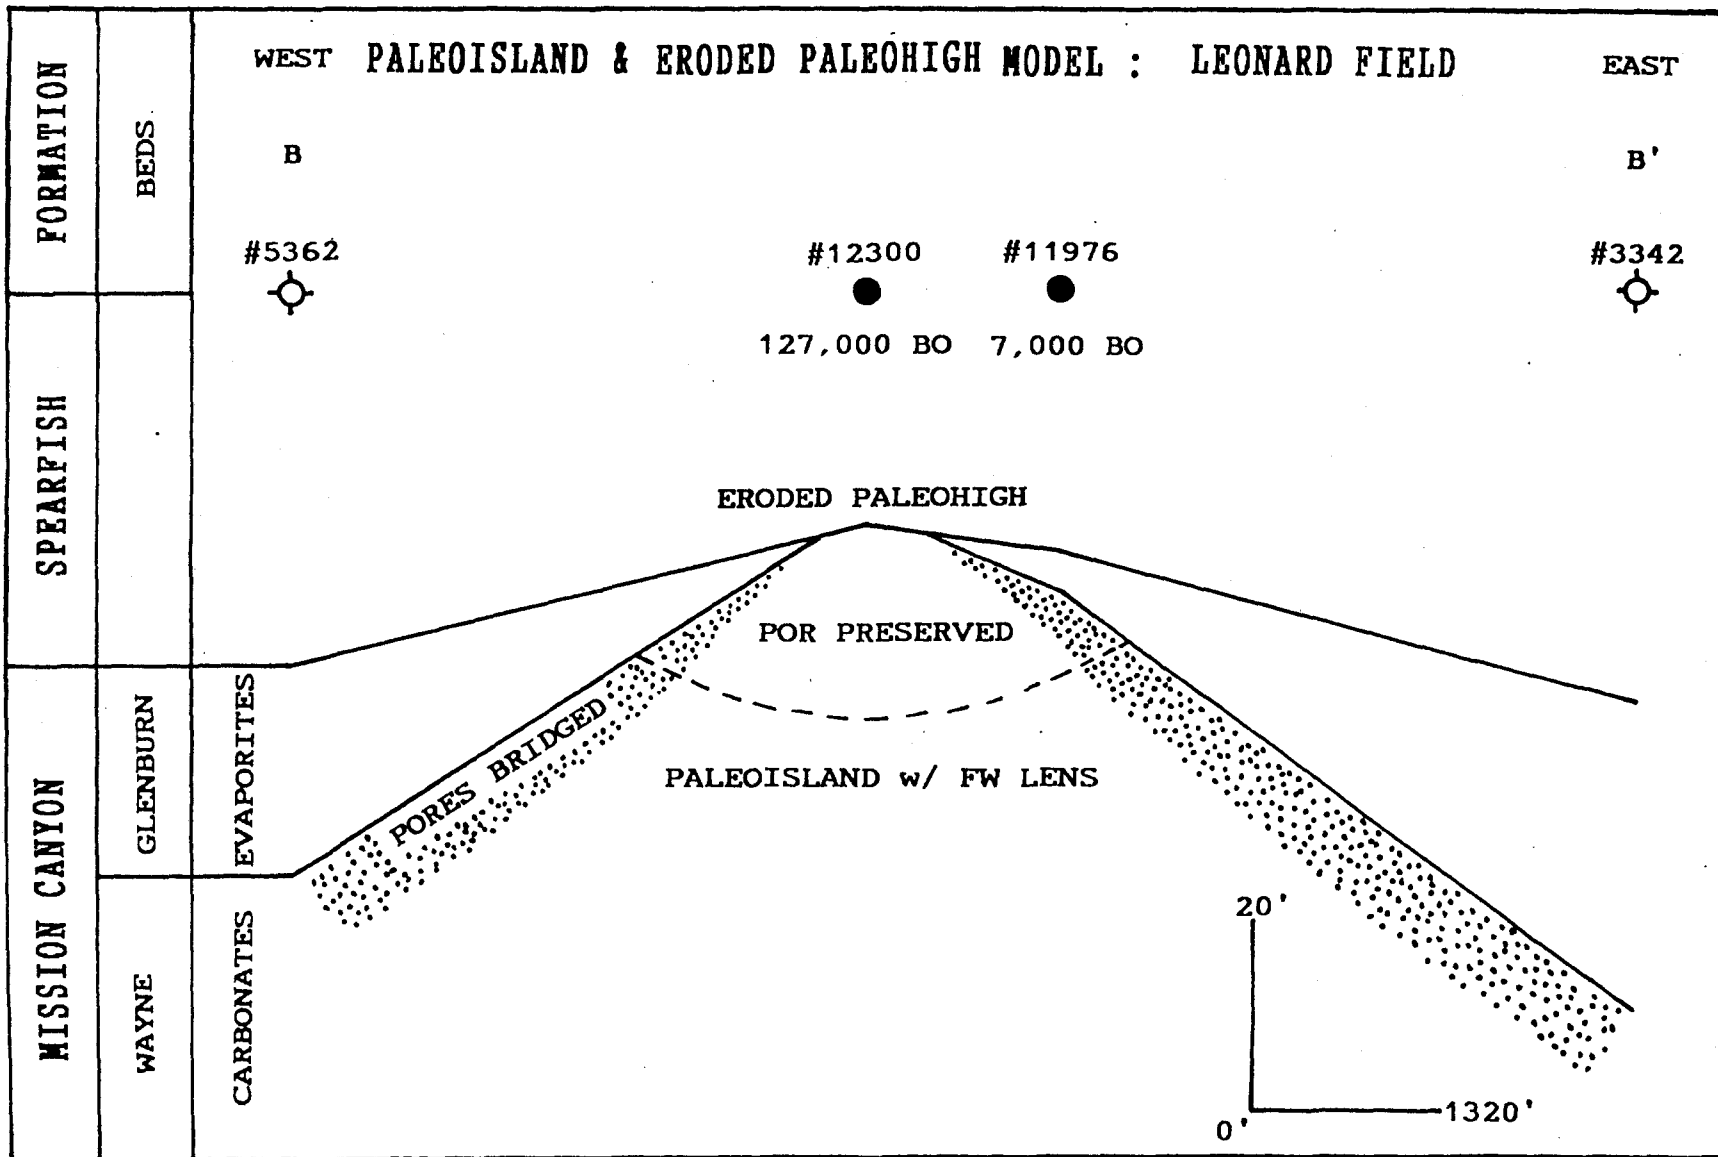 WEST PALEOISLAND & ERODED PALEOHIGH MODEL : LEONARD FIELD EAST
FORMATION
BEDS
B
B'
#5362
#12300
#11976
#3342
127,000 BO
7,000 BO
SPEARFISH
ERODED PALEOHIGH
POR PRESERVED
PORES BRIDGED
PALEOISLAND w/ FW LENS
MISSION CANYON
GLENBURN
EVAPORITES
WAYNE
CARBONATES
20'
0'
1320'